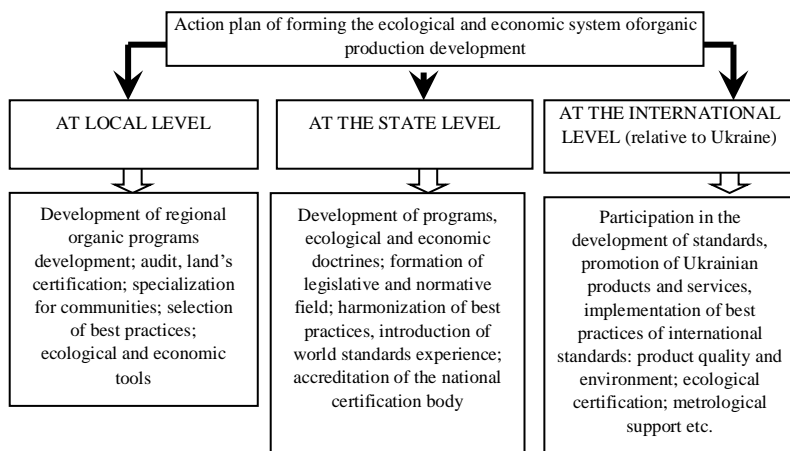 Action plan of forming the ecological and economic system oforganic
production development
AT LOCAL LEVEL
AT THE STATE LEVEL
AT THE INTERNATIONAL
LEVEL (relative to Ukraine)
Development of regional
organic programs
development; audit, land's
certification; specialization
for communities; selection
of best practices;
ecological and economic
tools
Development of programs,
ecological and economic
doctrines; formation of
legislative and normative
field; harmonization of best
practices, introduction of
world standards experience;
accreditation of the national
certification body
Participation in the
development of standards,
promotion of Ukrainian
products and services,
implementation of best
practices of international
standards: product quality and
environment; ecological
certification; metrological
support etc.